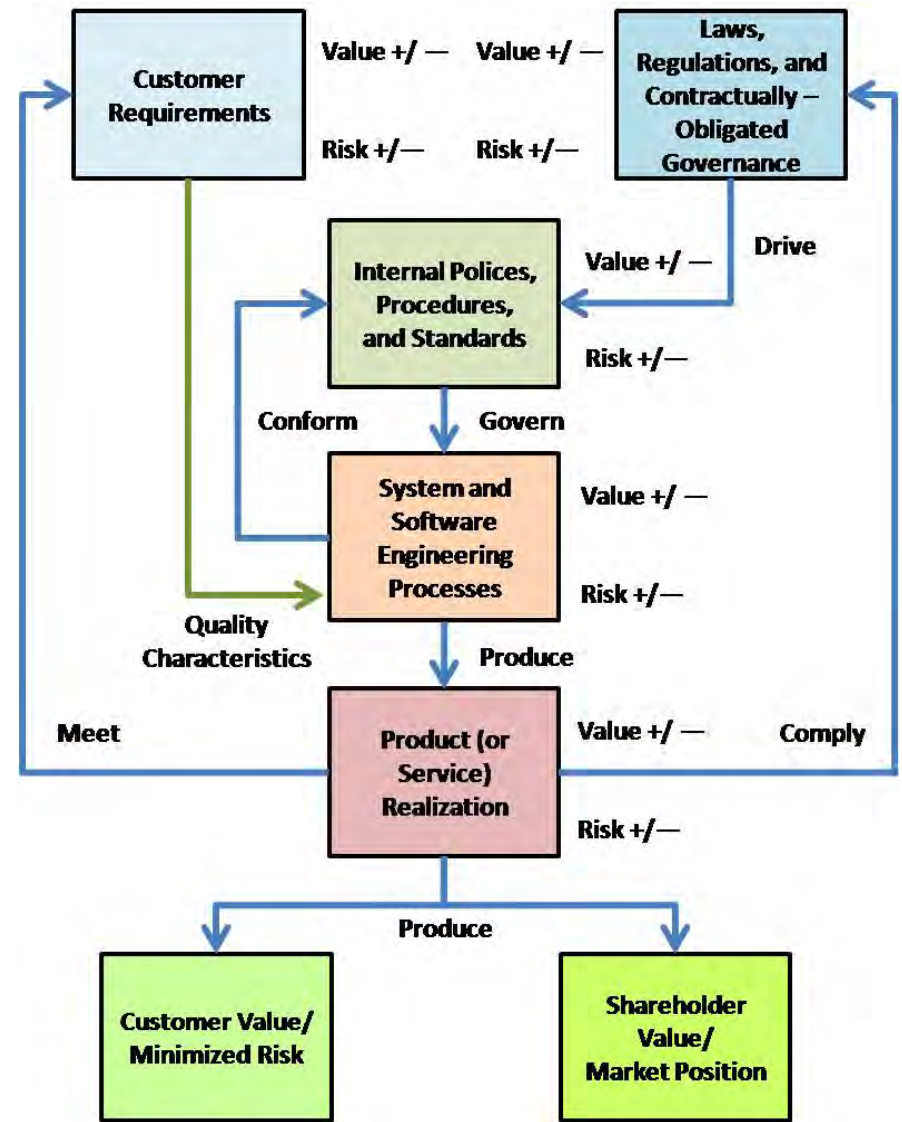 Customer
Requirements
Value +/ —
Risk +/—
Value +/ —
Risk +/—
Laws,
Regulations, and
Contractually –
Obligated
Governance
Drive
Internal Polices,
Procedures,
and Standards
Value +/ —
Risk +/—
Conform
Govern
System and
Software
Engineering
Processes
Value +/ —
Risk +/—
Quality
Characteristics
Produce
Meet
Product (or
Service)
Realization
Value +/ —
Risk +/—
Comply
Produce
Customer Value/
Minimized Risk
Shareholder
Value/
Market Position